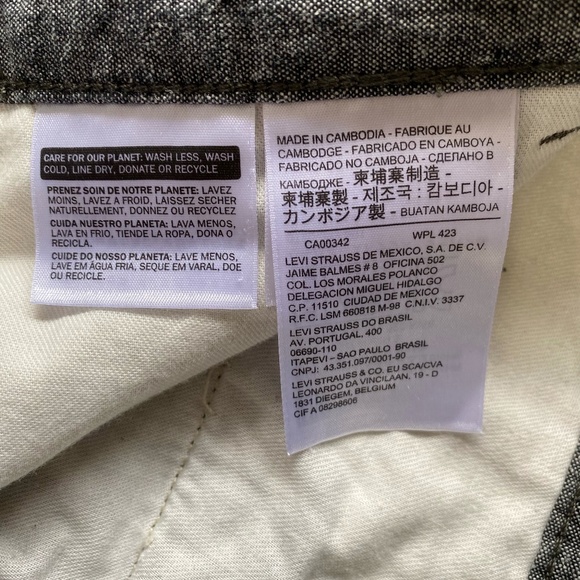 CARE FOR OUR PLANET: WASH LESS, WASH
COLD, LINE DRY, DONATE OR RECYCLE
PRENEZ SOIN DE NOTRE PLANETE: LAVEZ
MOINS, LAVEZ A FROID, LAISSEZ SECHER
NATURELLEMENT, DONNEZ OU RECYCLEZ
CUIDA NUESTRO PLANETA: LAVA MENOS,
LAVA EN FRIO, TIENDE LA ROPA, DONA O
RECICLA.
CUIDE DO NOSSO PLANETA: LAVE MENOS,
LAVE EM ÁGUA FRIA, SEQUE EM VARAL, DOE
OU RECICLE.
MADE IN CAMBODIA - FABRIQUE AU
CAMBODGE - FABRICADO EN CAMBOYA -
FABRICADO NO CAMBOJA - СДЕЛАНО В
КАМБОДЖЕ - 柬埔寨制造 -
柬埔寨製 - 제조국 : 캄보디아 -
カンボジア製 - BUATAN KAMBOJA
CA00342 WPL 423
LEVI STRAUSS DE MEXICO, S.A. DE C.V.
JAIME BALMES # 8 OFICINA 502
COL. LOS MORALES POLANCO
DELEGACION MIGUEL HIDALGO
C.P. 11510 CIUDAD DE MEXICO
R.F.C. LSM 660818 M-98 C.N.I.V. 3337
LEVI STRAUSS DO BRASIL
AV. PORTUGAL, 400
06690-110
ITAPEVI – SAO PAULO BRASIL
CNPJ: 43.351.097/0001-90
LEVI STRAUSS & CO. EU SCA/CVA
LEONARDO DA VINCILAAN, 19 - D
1831 DIEGEM, BELGIUM
CIF A 08298606